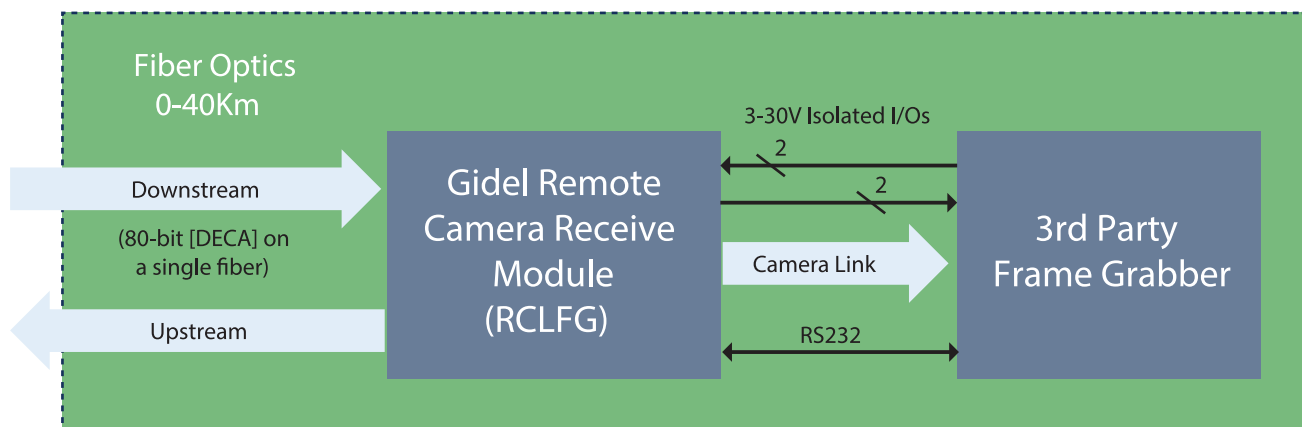 Fiber Optics
0-40Km
Downstream
(80-bit [DECA] on
a single fiber)
Upstream
Gidel Remote
Camera Receive
Module
(RCLFG)
3-30V Isolated I/Os
2
2
Camera Link
RS232
3rd Party
Frame Grabber